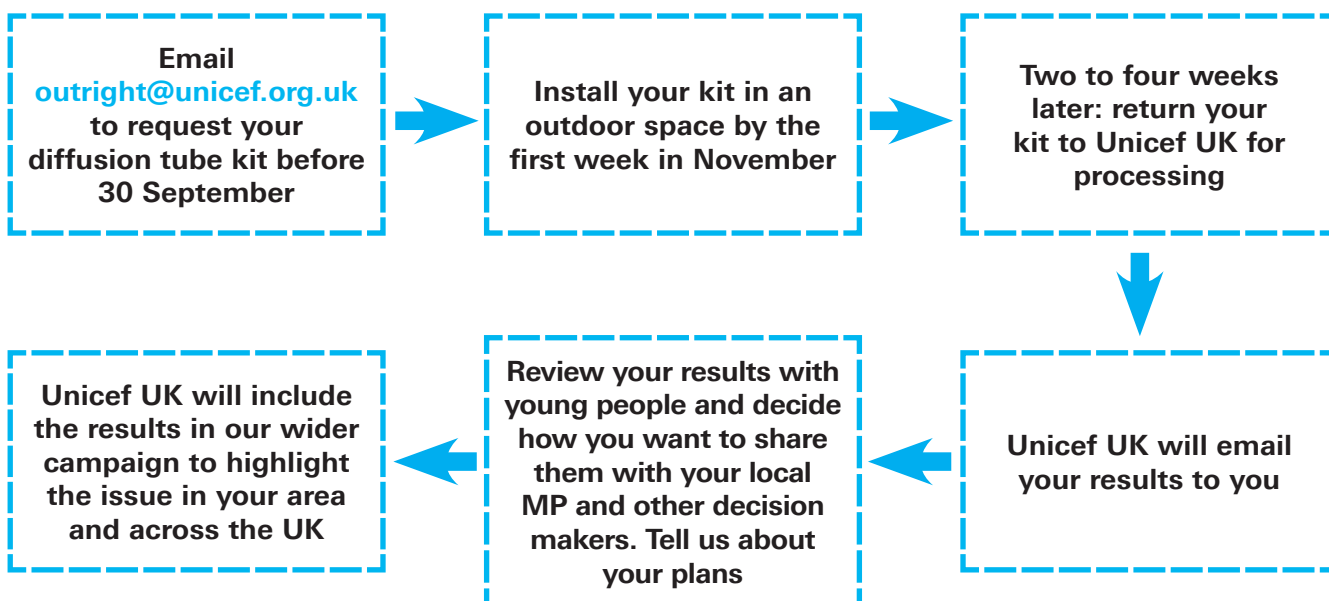 Email
outright@unicef.org.uk
to request your
diffusion tube kit before
30 September
Install your kit in an
outdoor space by the
first week in November
Two to four weeks
later: return your
kit to Unicef UK for
processing
Unicef UK will email
your results to you
Review your results with
young people and decide
how you want to share
them with your local
MP and other decision
makers. Tell us about
your plans
Unicef UK will include
the results in our wider
campaign to highlight
the issue in your area
and across the UK